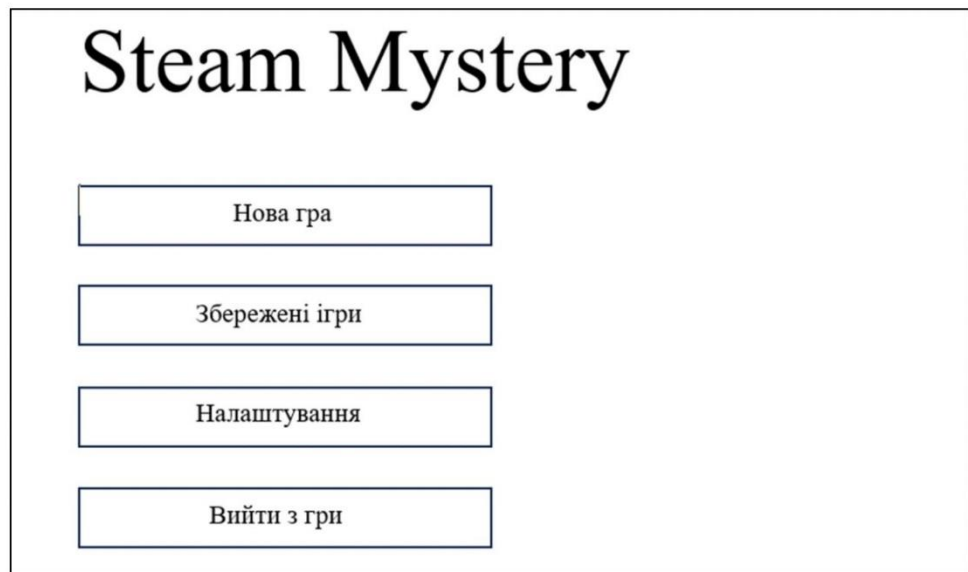 Steam Mystery
Нова гра
Збережені ігри
Налаштування
Вийти з гри